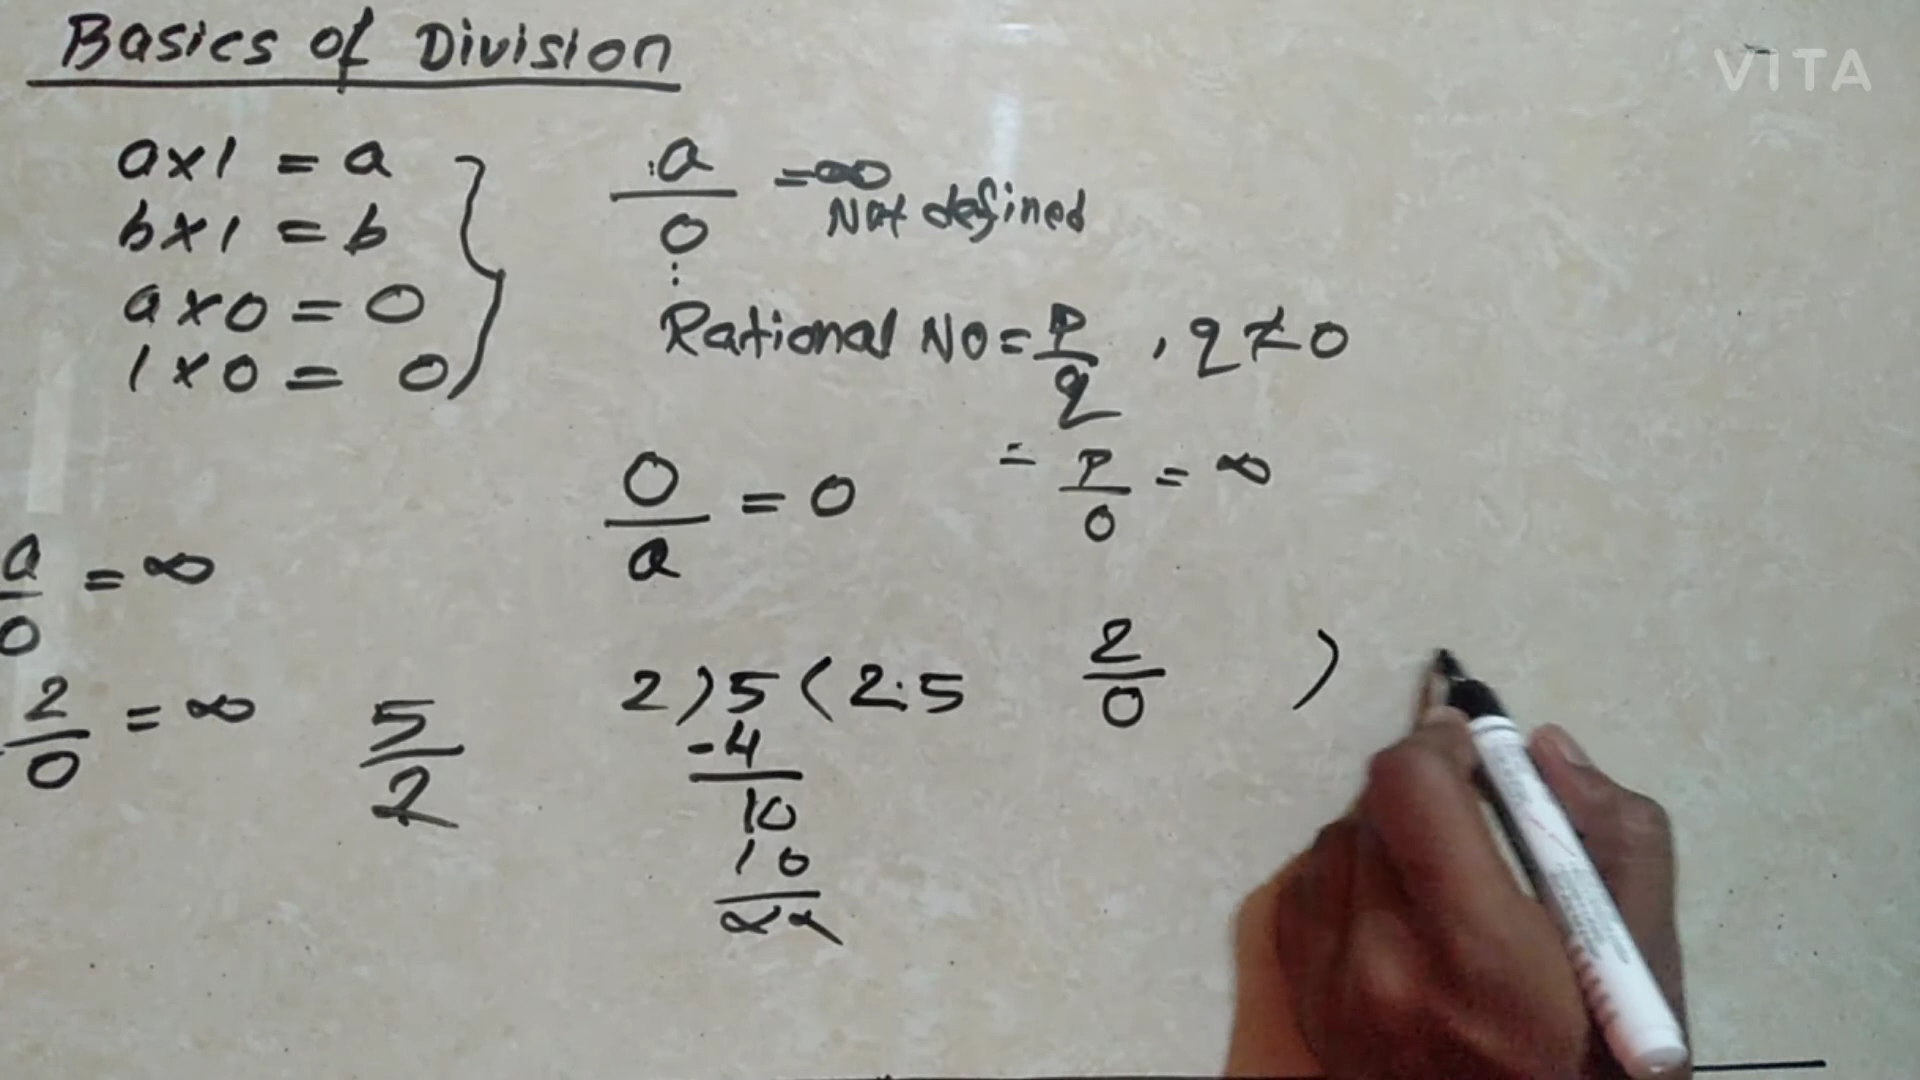 Basics of Division
VITA
a×1 = a
b×1 = b
a×0 = 0
1×0 = 0
a/0 = ∞
Not defined
Rational No = p/q , q ≠ 0
= p/0 = ∞
0/a = 0
a/0 = ∞
2/0 = ∞
5/2
2)5(2.5
-4
10
10
××
2/0
)